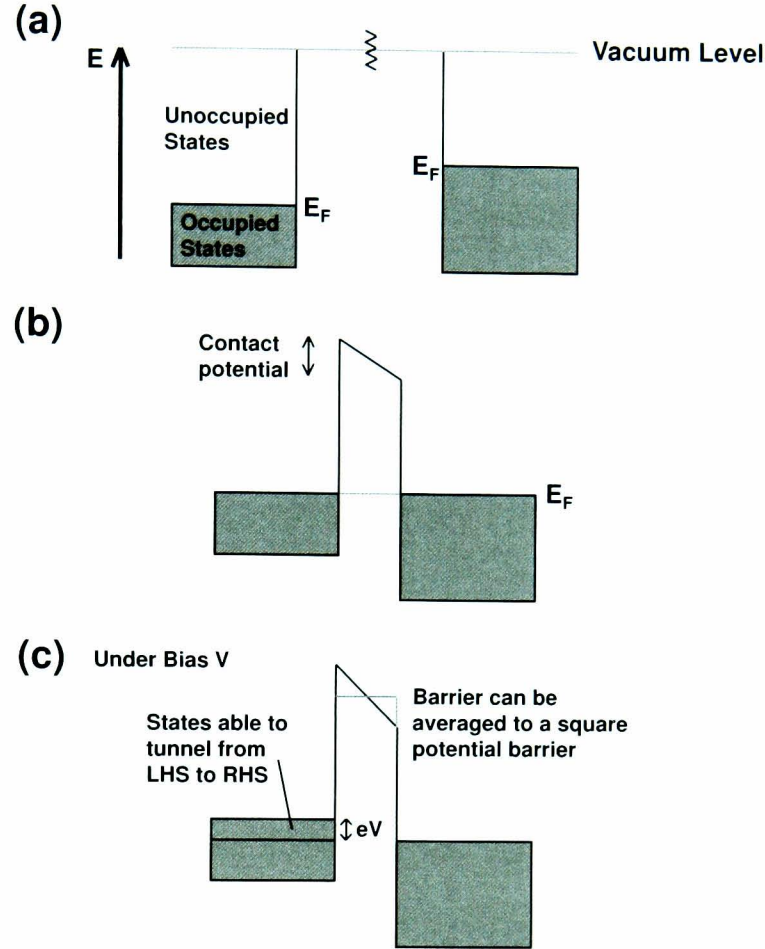 (a)
E
Vacuum Level
Unoccupied
States
E_F
E_F
Occupied
States
(b)
Contact
potential
E_F
(c)
Under Bias V
States able to
tunnel from
LHS to RHS
Barrier can be
averaged to a square
potential barrier
eV